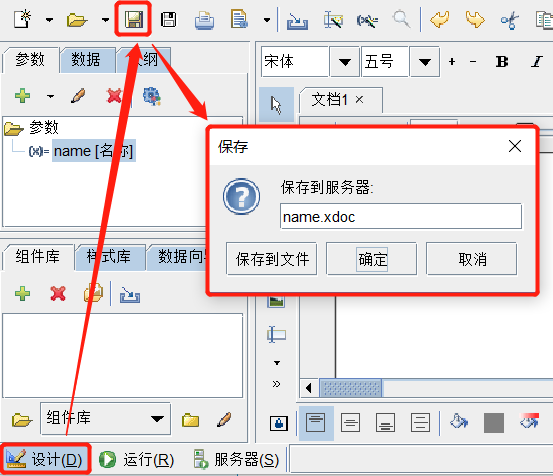 参数 数据 大纲
宋体 五号 + - B I
文档1 ×
参数
(x)= name [名称]
保存
保存到服务器:
name.xdoc
保存到文件 确定 取消
组件库 样式库 数据向
组件库
设计(D) 运行(R) 服务器(S)